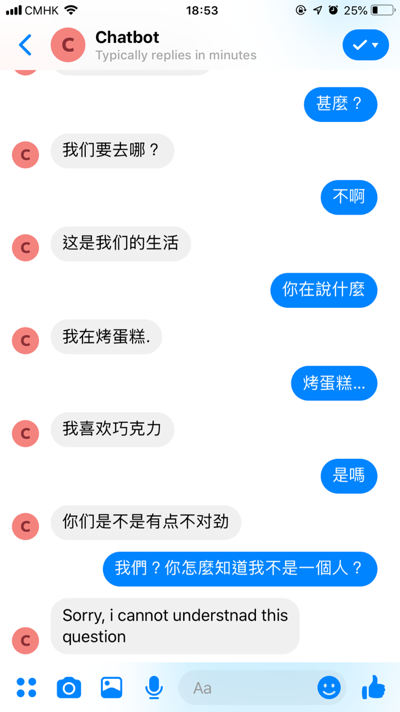 CMHK 18:53 25%
Chatbot
Typically replies in minutes
甚麼？
我们要去哪？
不啊
这是我们的生活
你在說什麼
我在烤蛋糕.
烤蛋糕...
我喜欢巧克力
是嗎
你们是不是有点不对劲
我們？你怎麼知道我不是一個人？
Sorry, i cannot understnad this
question
Aa